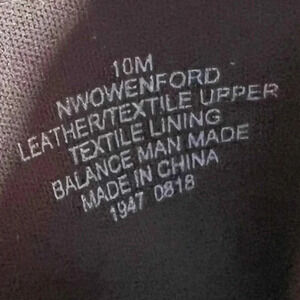 10M
NWOWENFORD
LEATHER/TEXTILE UPPER
TEXTILE LINING
BALANCE MAN MADE
MADE IN CHINA
1947 0818